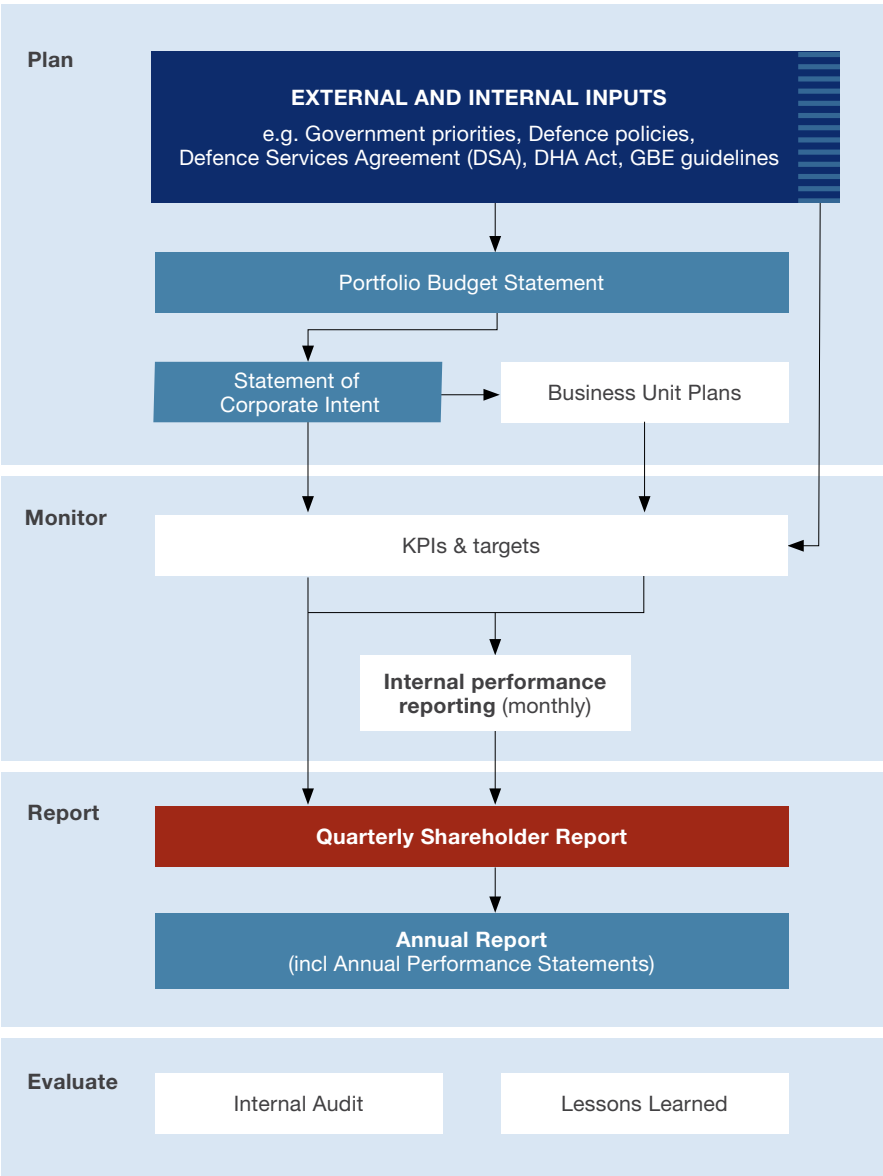 Plan
EXTERNAL AND INTERNAL INPUTS
e.g. Government priorities, Defence policies,
Defence Services Agreement (DSA), DHA Act, GBE guidelines
Portfolio Budget Statement
Statement of
Corporate Intent
Business Unit Plans
Monitor
KPIs & targets
Internal performance
reporting (monthly)
Report
Quarterly Shareholder Report
Annual Report
(incl Annual Performance Statements)
Evaluate
Internal Audit
Lessons Learned